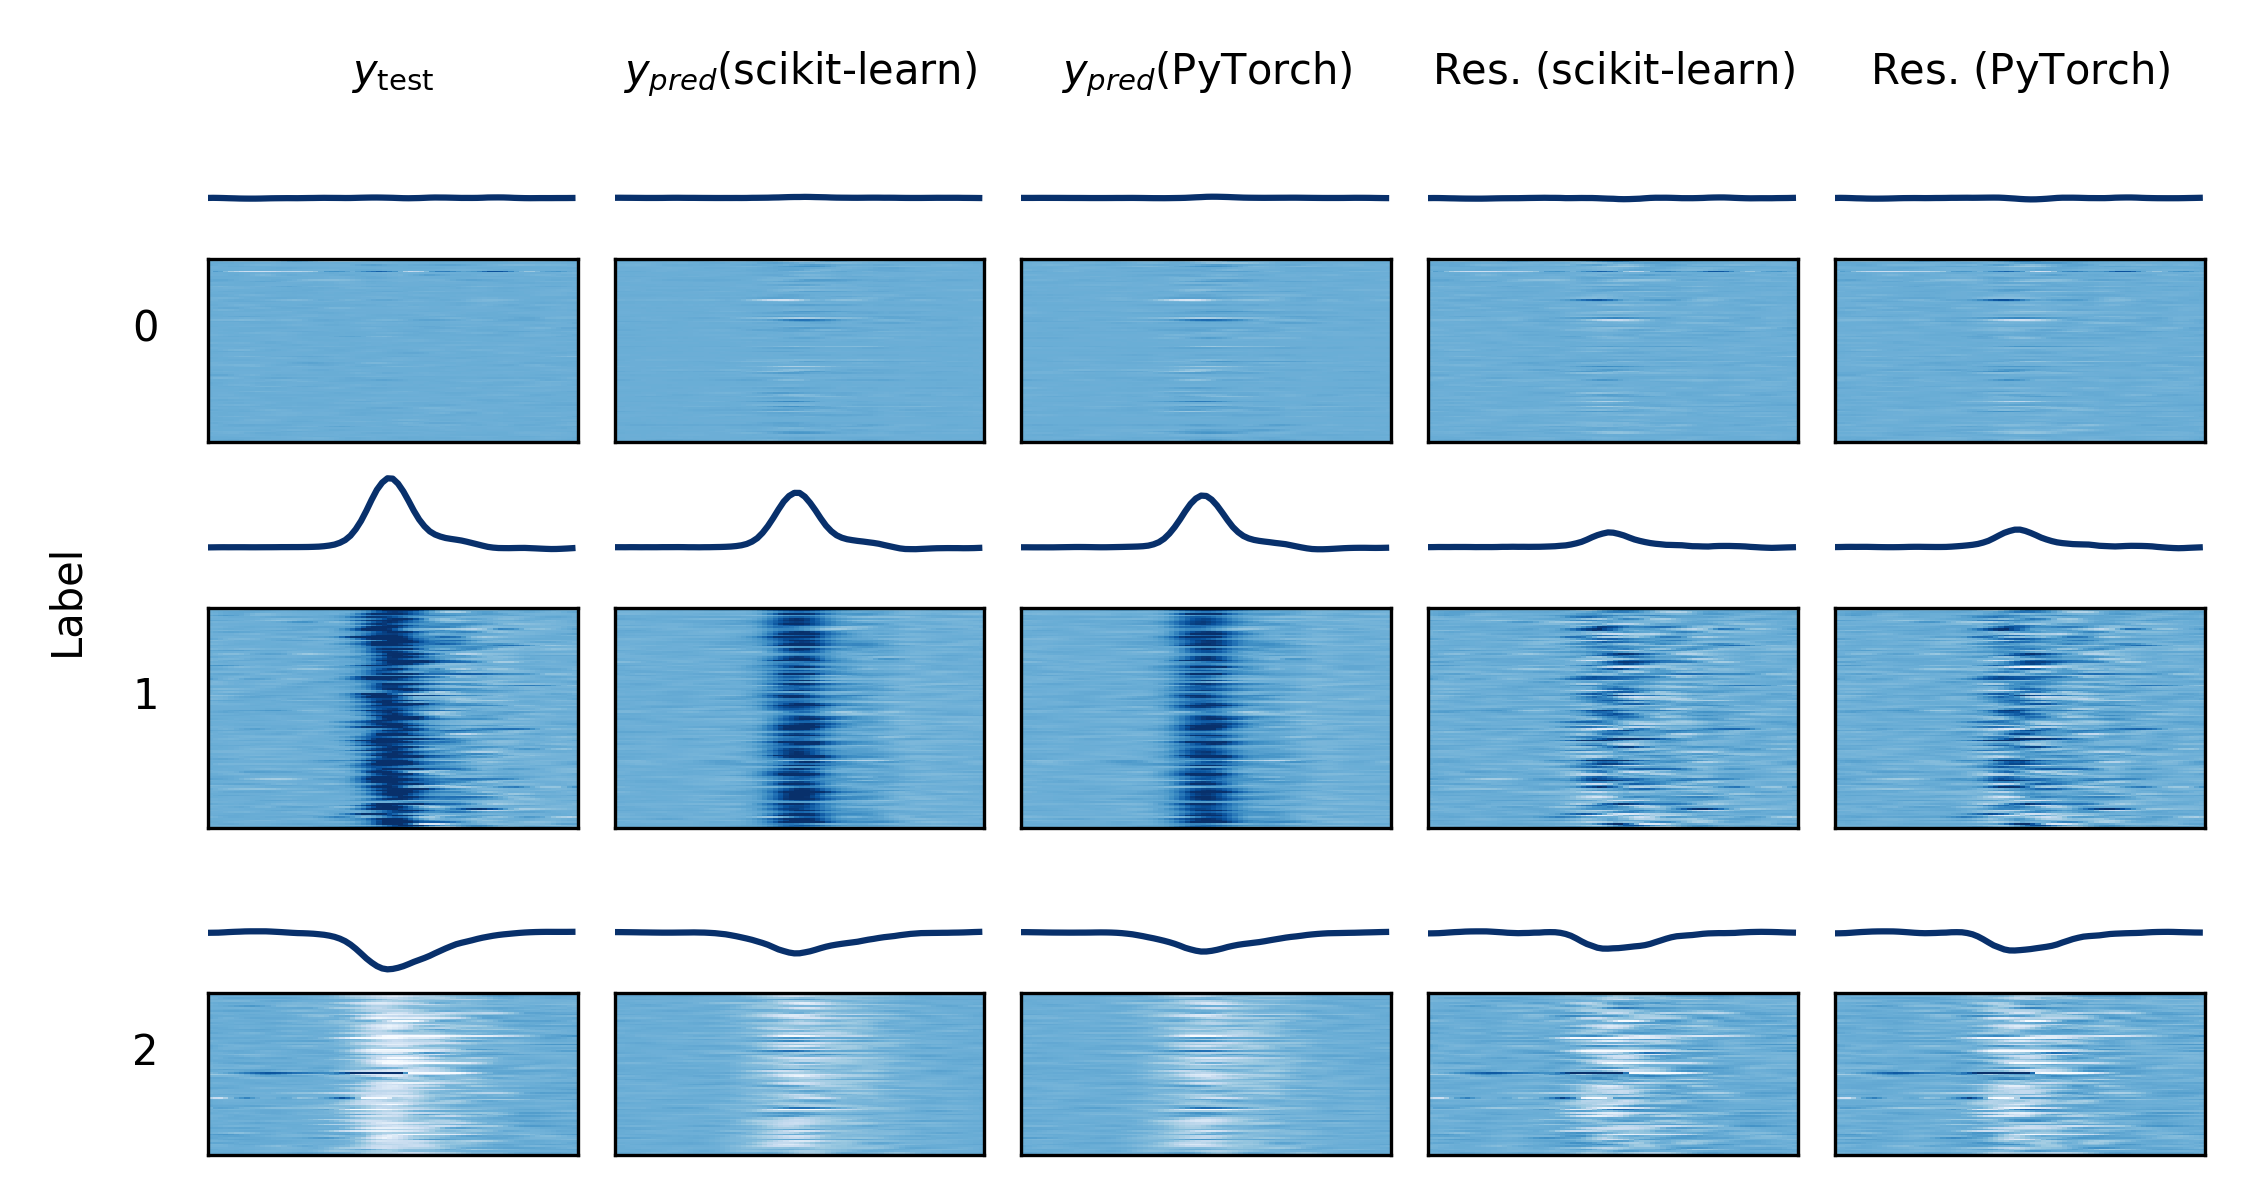 y_test
y_pred(scikit-learn)
y_pred(PyTorch)
Res. (scikit-learn)
Res. (PyTorch)
Label
0
1
2